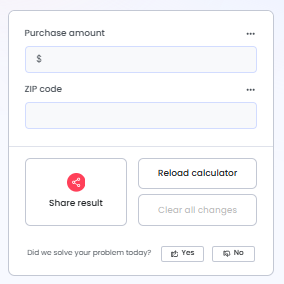 Purchase amount
$
ZIP code
Share result
Reload calculator
Clear all changes
Did we solve your problem today?
Yes
No